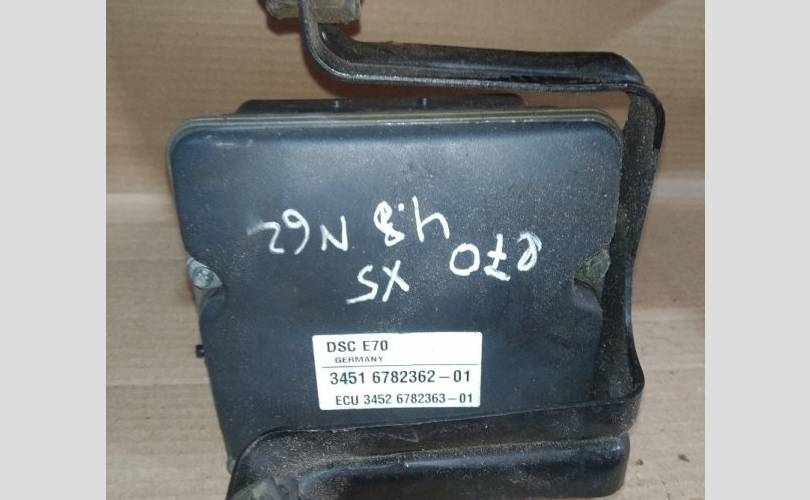 e70 X5
4.8 N62
DSC E70
GERMANY
3451 6782362-01
ECU 3452 6782363-01